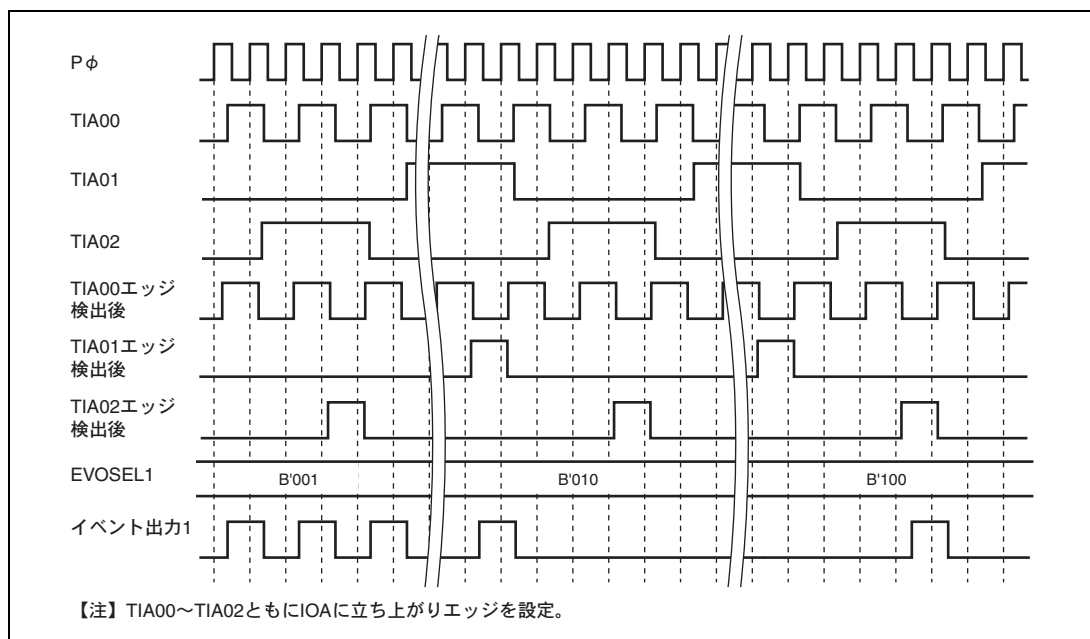 Pφ
TIA00
TIA01
TIA02
TIA00エッジ
検出後
TIA01エッジ
検出後
TIA02エッジ
検出後
EVOSEL1
B'001
B'010
B'100
イベント出力1
【注】TIA00～TIA02ともにIOAに立ち上がりエッジを設定。